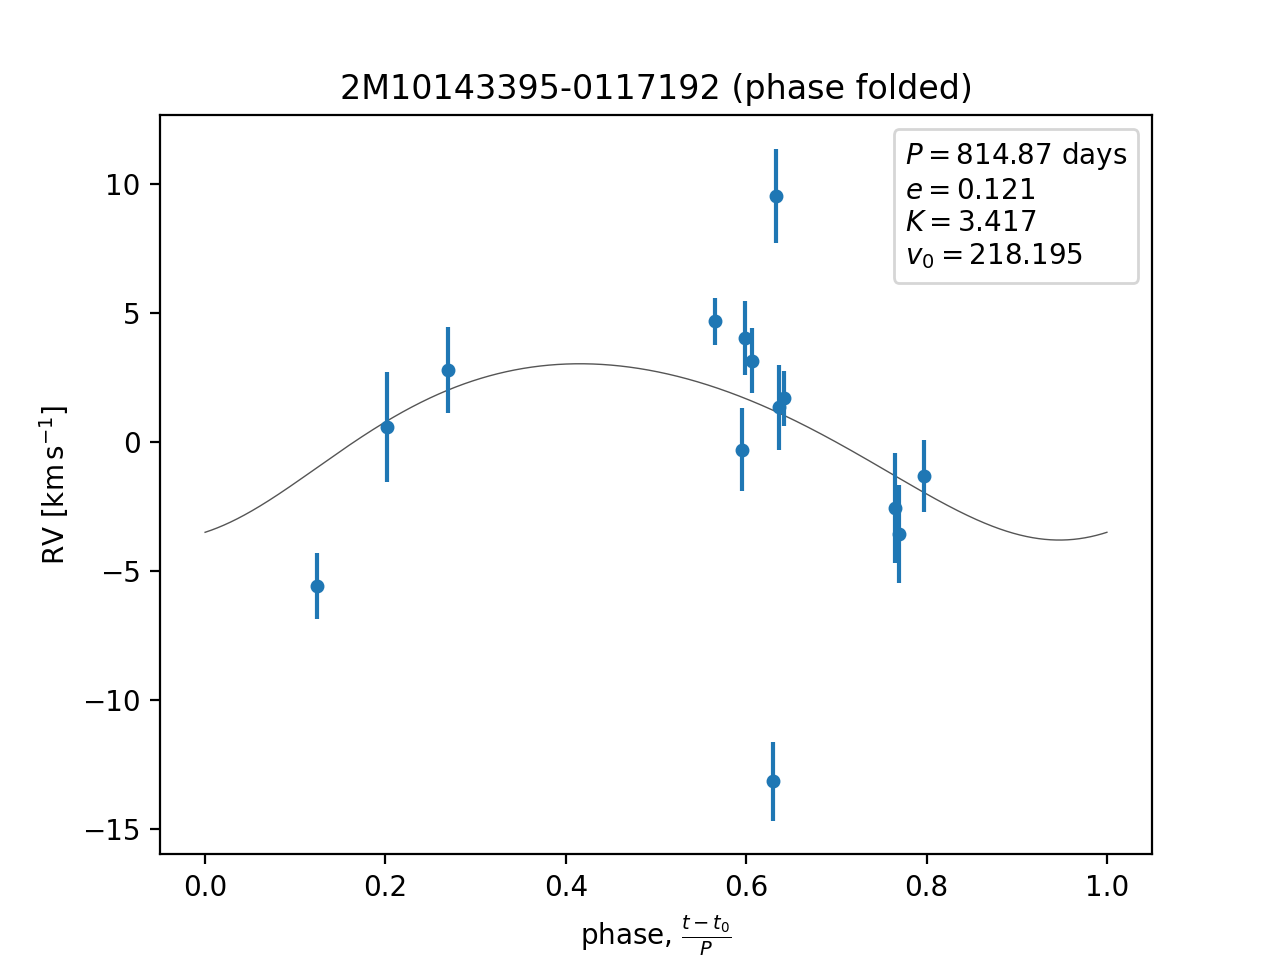 2M10143395-0117192 (phase folded)
P = 814.87 days
e = 0.121
K = 3.417
v₀ = 218.195
RV [km s⁻¹]
10
5
0
−5
−10
−15
0.0 0.2 0.4 0.6 0.8 1.0
phase, (t − t₀)/P